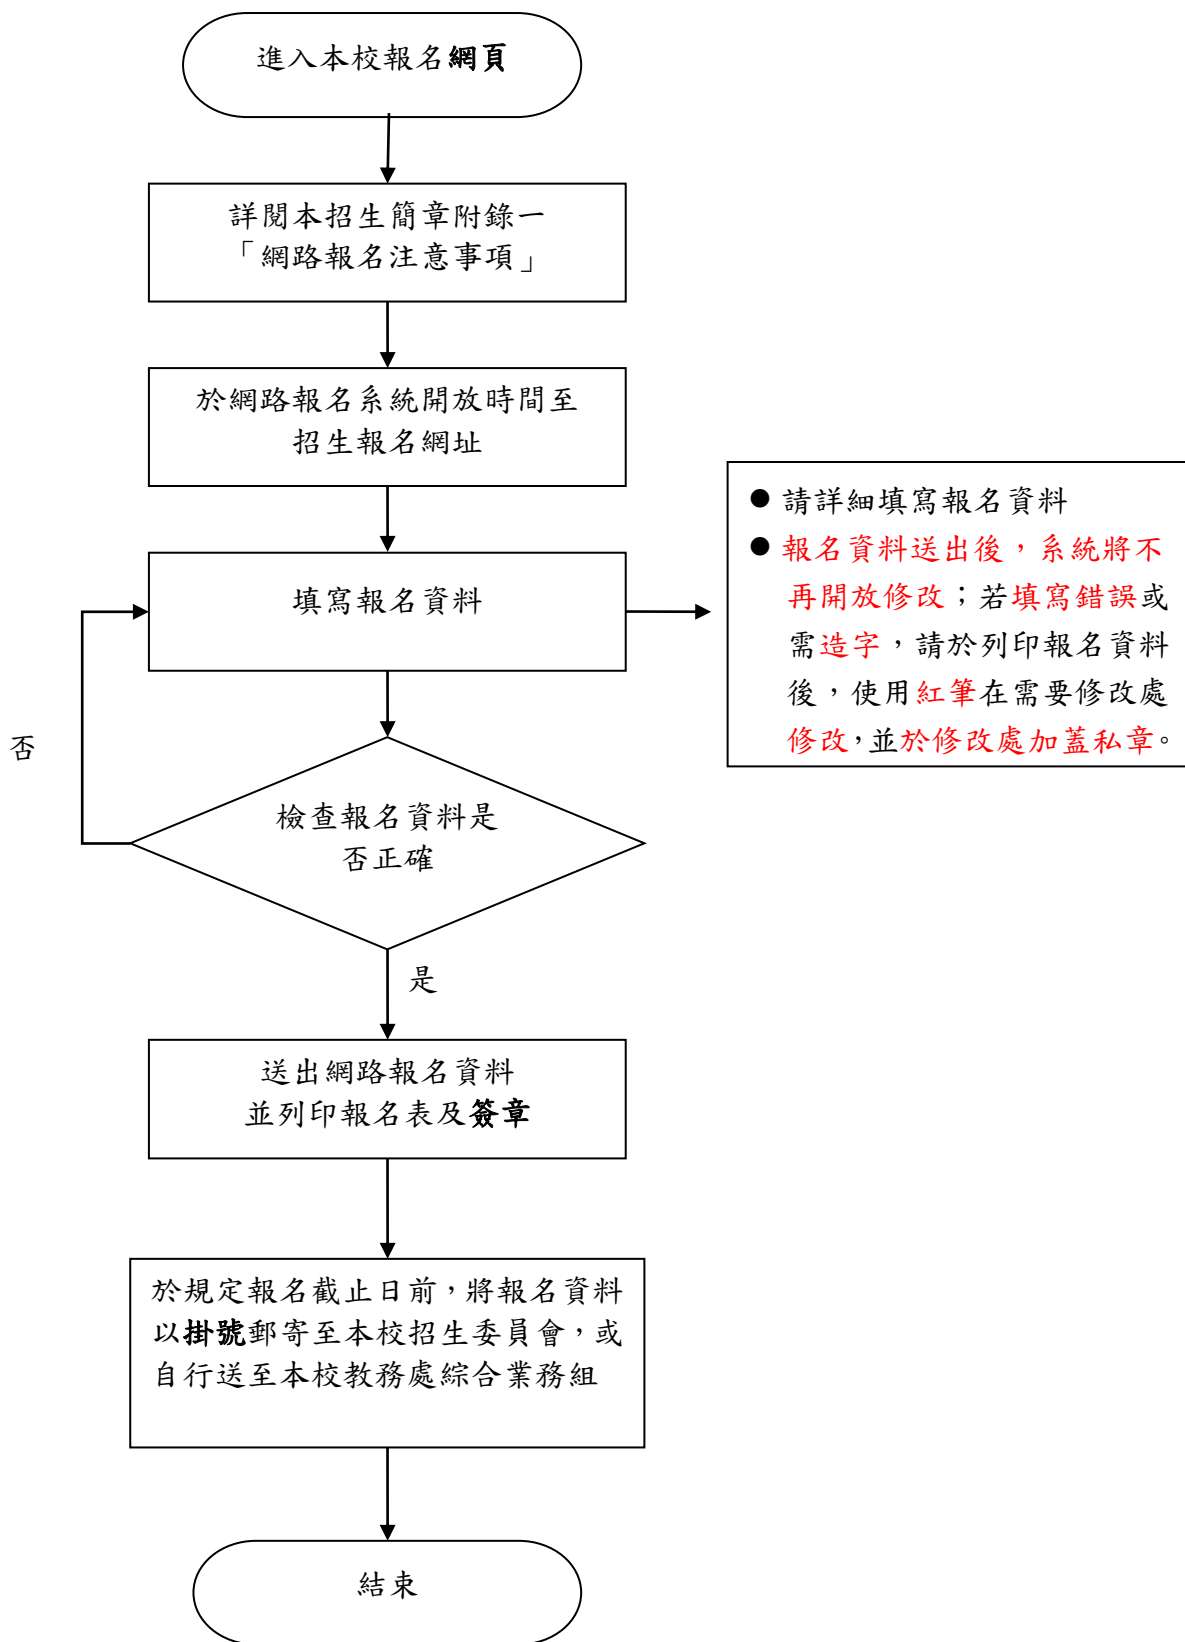 進入本校報名網頁
詳閱本招生簡章附錄一
「網路報名注意事項」
於網路報名系統開放時間至
招生報名網址
填寫報名資料
● 請詳細填寫報名資料
● 報名資料送出後，系統將不
再開放修改；若填寫錯誤或
需造字，請於列印報名資料
後，使用紅筆在需要修改處
修改，並於修改處加蓋私章。
否
檢查報名資料是
否正確
是
送出網路報名資料
並列印報名表及簽章
於規定報名截止日前，將報名資料
以掛號郵寄至本校招生委員會，或
自行送至本校教務處綜合業務組
結束